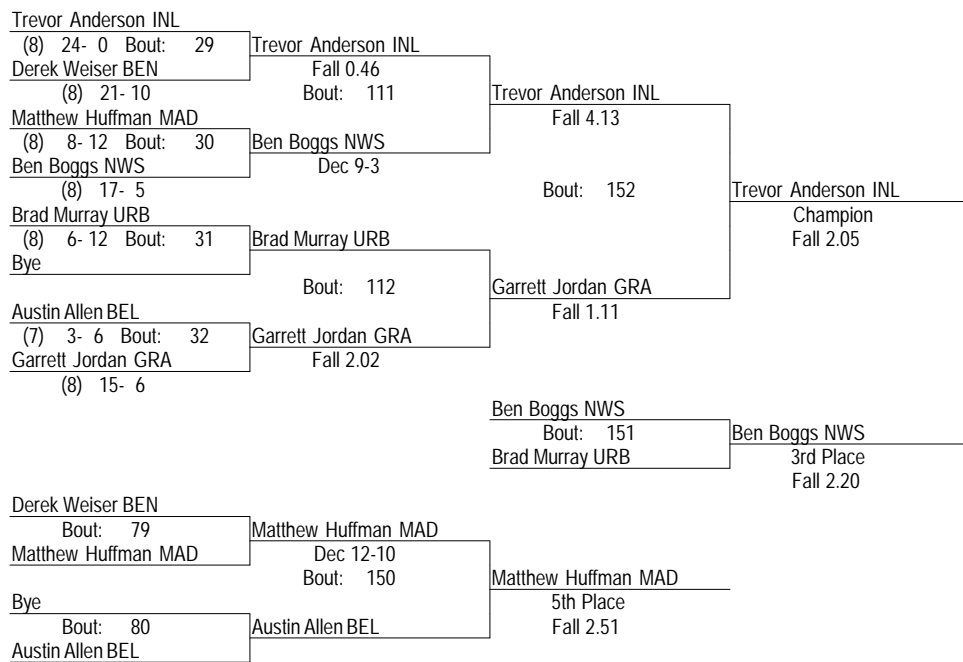 Trevor Anderson INL
(8) 24- 0 Bout: 29
Trevor Anderson INL
Derek Weiser BEN
Fall 0.46
(8) 21- 10
Bout: 111
Trevor Anderson INL
Matthew Huffman MAD
Fall 4.13
(8) 8- 12 Bout: 30
Ben Boggs NWS
Ben Boggs NWS
Dec 9-3
(8) 17- 5
Bout: 152
Trevor Anderson INL
Brad Murray URB
Champion
(8) 6- 12 Bout: 31
Brad Murray URB
Fall 2.05
Bye
Bout: 112
Garrett Jordan GRA
Austin Allen BEL
Fall 1.11
(7) 3- 6 Bout: 32
Garrett Jordan GRA
Garrett Jordan GRA
Fall 2.02
(8) 15- 6
Ben Boggs NWS
Bout: 151
Ben Boggs NWS
Brad Murray URB
3rd Place
Fall 2.20
Derek Weiser BEN
Bout: 79
Matthew Huffman MAD
Matthew Huffman MAD
Dec 12-10
Bout: 150
Matthew Huffman MAD
Bye
5th Place
Bout: 80
Austin Allen BEL
Fall 2.51
Austin Allen BEL